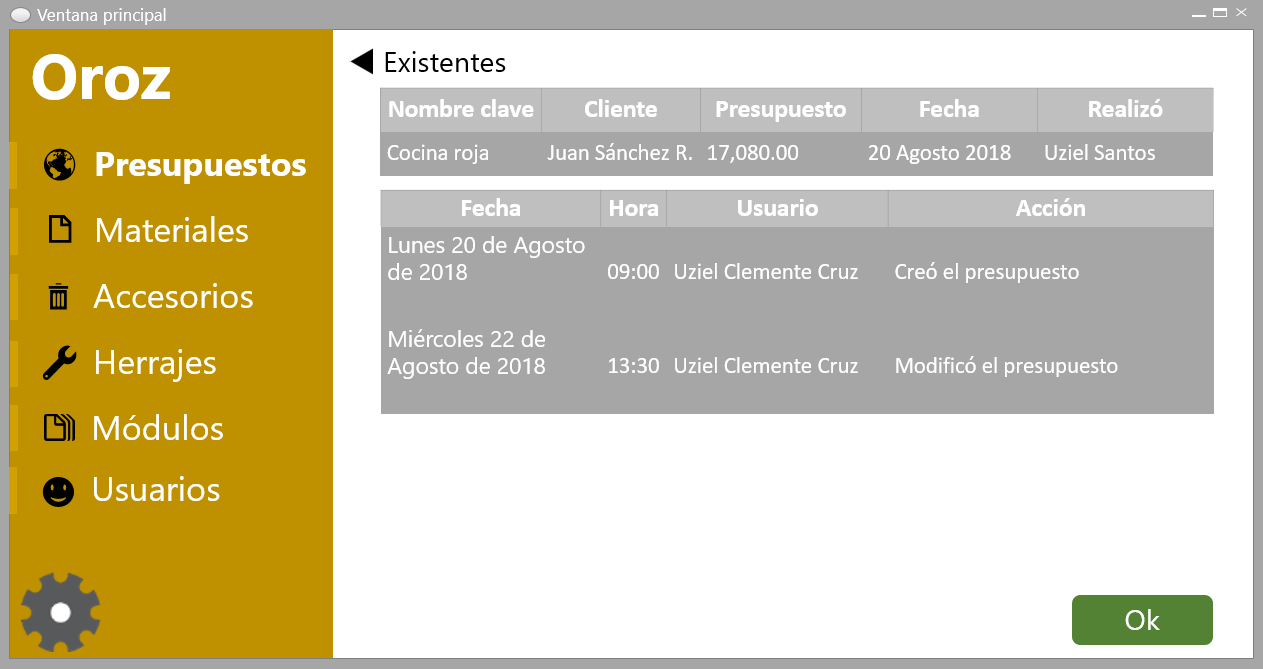 Ventana principal
Oroz
Presupuestos
Materiales
Accesorios
Herrajes
Módulos
Usuarios
Existentes
Nombre clave Cliente Presupuesto Fecha Realizó
Cocina roja Juan Sánchez R. 17,080.00 20 Agosto 2018 Uziel Santos
Fecha Hora Usuario Acción
Lunes 20 de Agosto
de 2018 09:00 Uziel Clemente Cruz Creó el presupuesto
Miércoles 22 de
Agosto de 2018 13:30 Uziel Clemente Cruz Modificó el presupuesto
Ok